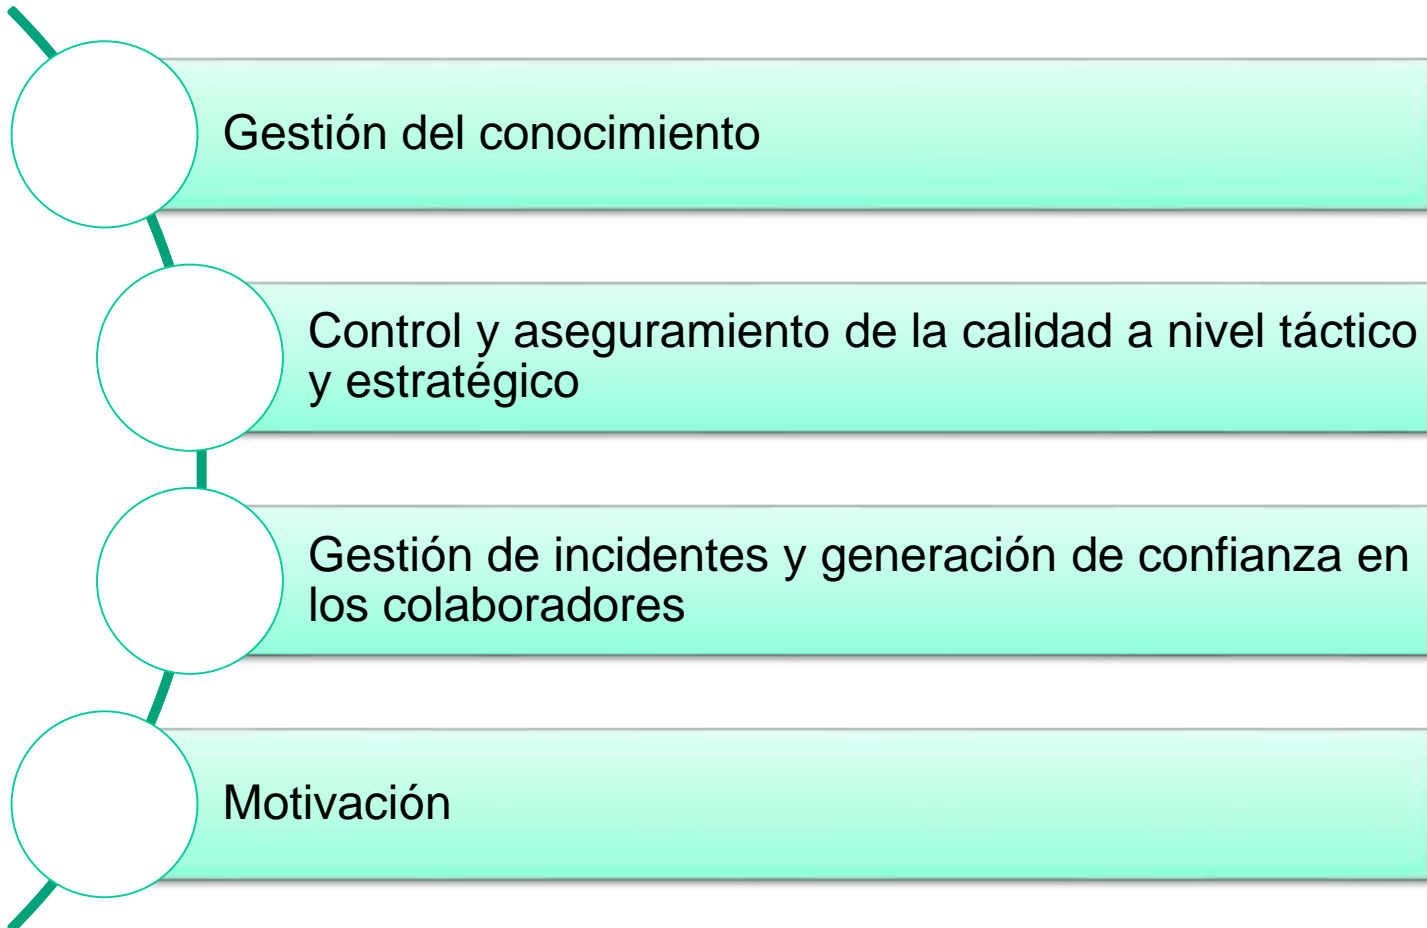 Gestión del conocimiento
Control y aseguramiento de la calidad a nivel táctico
y estratégico
Gestión de incidentes y generación de confianza en
los colaboradores
Motivación